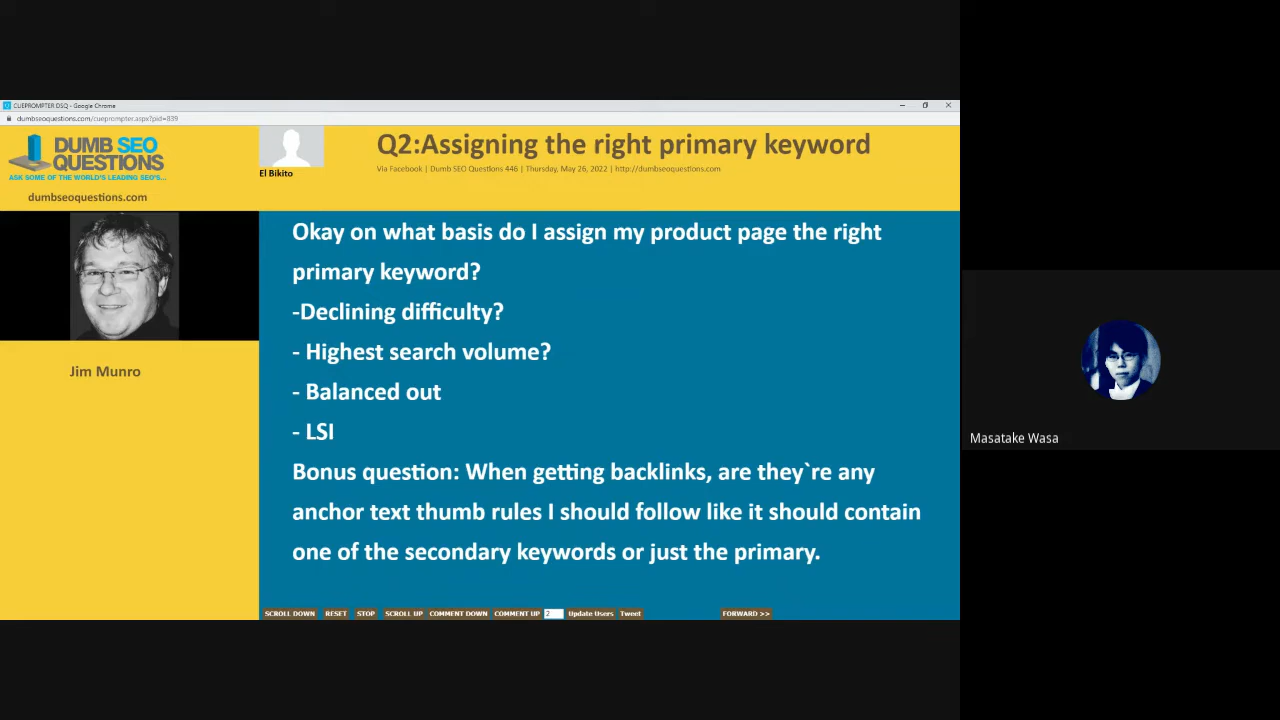 CUEPROMPTER DSQ - Google Chrome
dumbseoquestions.com/cueprompter.aspx?pid=839
DUMB SEO
QUESTIONS
ASK SOME OF THE WORLD'S LEADING SEO'S...
dumbseoquestions.com
El Bikito
Q2:Assigning the right primary keyword
Via Facebook | Dumb SEO Questions 446 | Thursday, May 26, 2022 | http://dumbseoquestions.com
Jim Munro
Okay on what basis do I assign my product page the right
primary keyword?
-Declining difficulty?
- Highest search volume?
- Balanced out
- LSI
Bonus question: When getting backlinks, are they`re any
anchor text thumb rules I should follow like it should contain
one of the secondary keywords or just the primary.
SCROLL DOWN RESET STOP SCROLL UP COMMENT DOWN COMMENT UP 2 Update Users Tweet FORWARD >>
Masatake Wasa